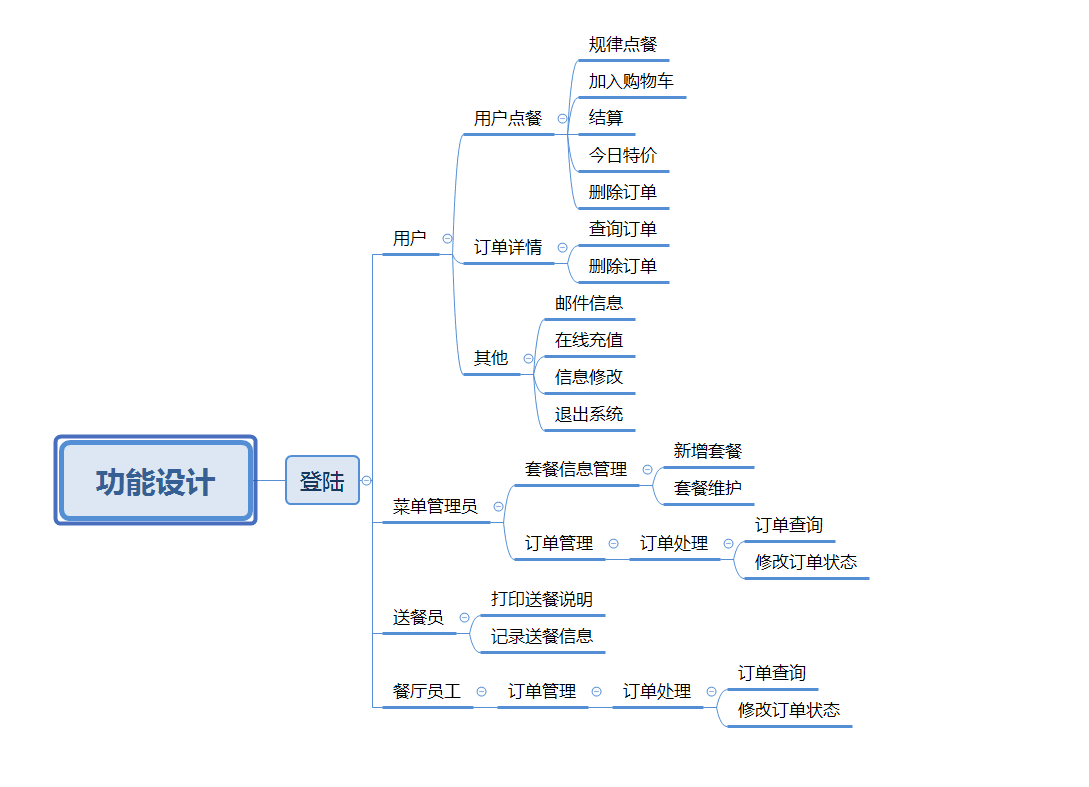 功能设计
登陆
用户
用户点餐
规律点餐
加入购物车
结算
今日特价
删除订单
订单详情
查询订单
删除订单
其他
邮件信息
在线充值
信息修改
退出系统
菜单管理员
套餐信息管理
新增套餐
套餐维护
订单管理
订单处理
订单查询
修改订单状态
送餐员
打印送餐说明
记录送餐信息
餐厅员工
订单管理
订单处理
订单查询
修改订单状态